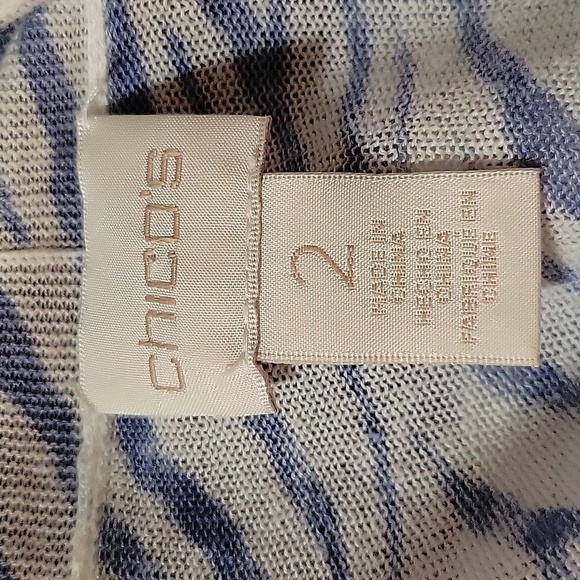 chico's
2
MADE IN
CHINA
HECHO EN
CHINA
FABRIQUÉ EN
CHINE